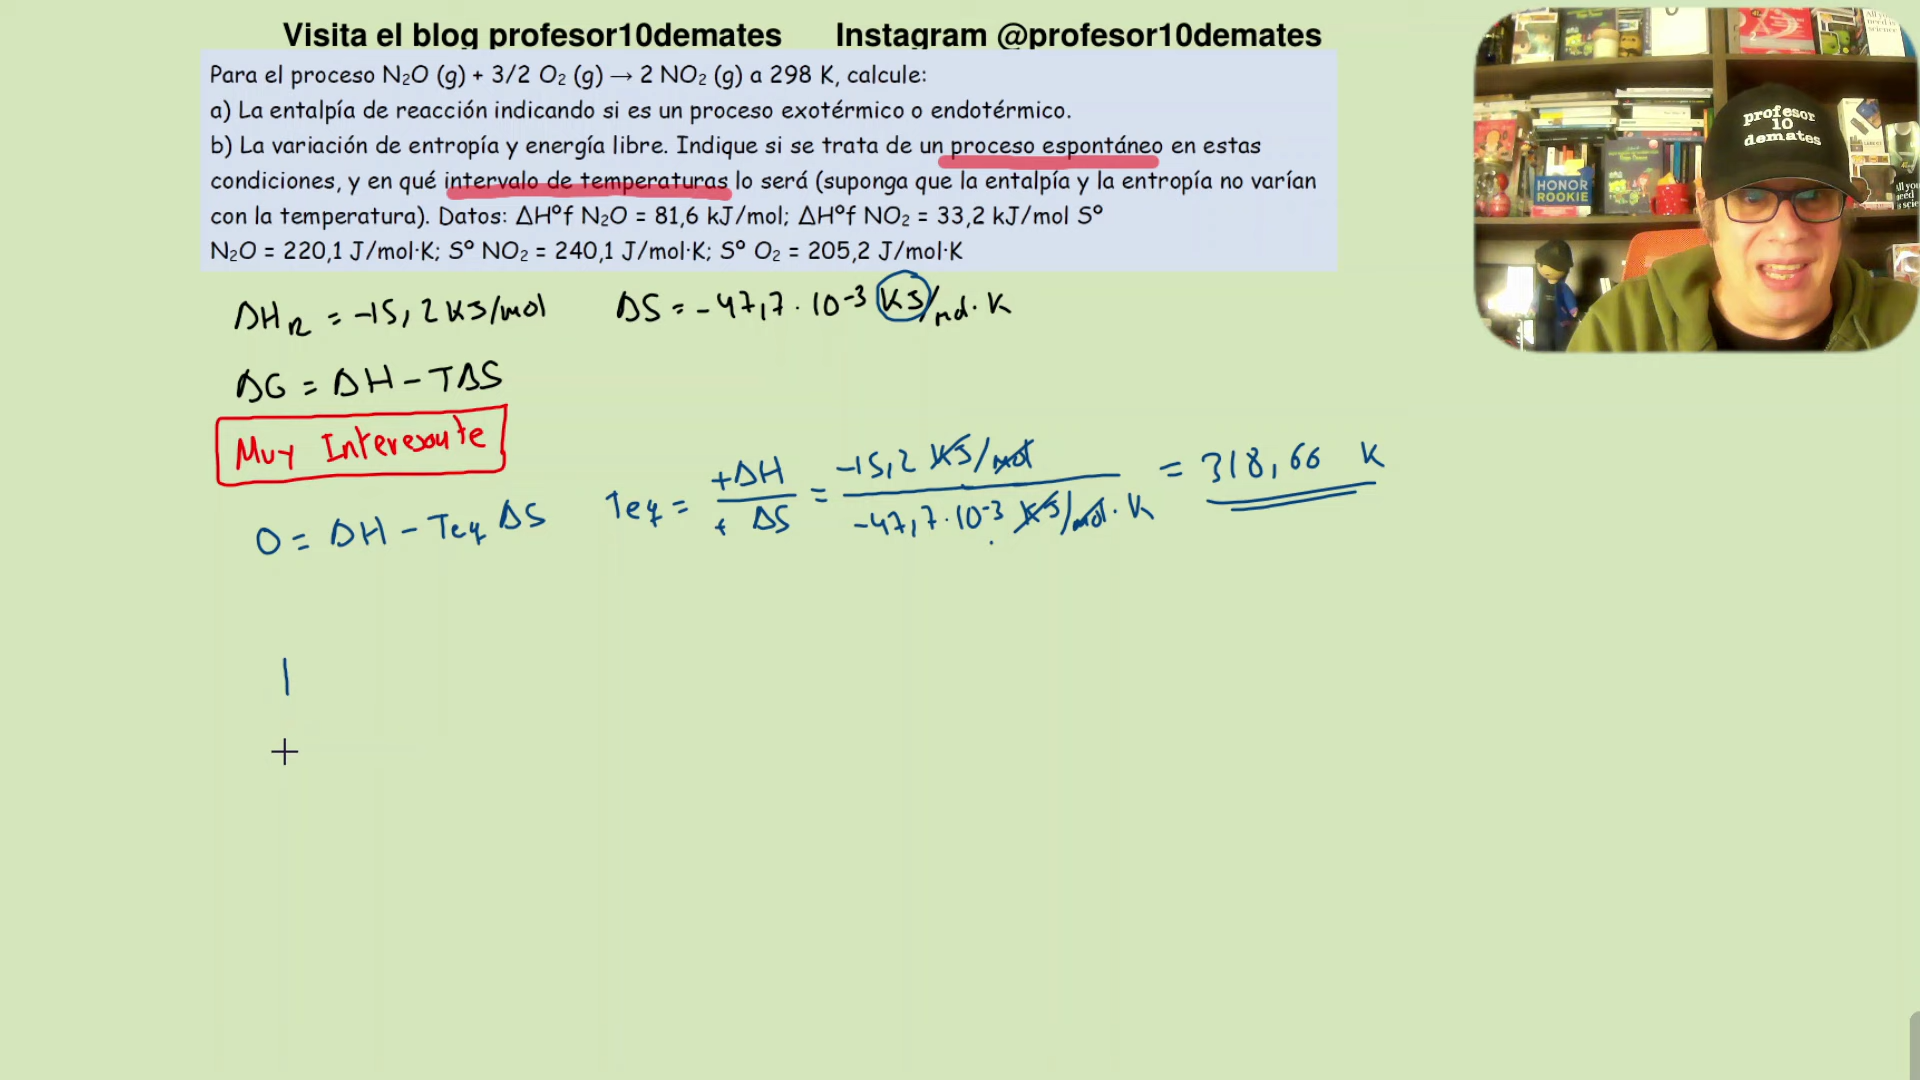 Visita el blog profesor10demates Instagram @profesor10demates
Para el proceso N₂O (g) + 3/2 O₂ (g) → 2 NO₂ (g) a 298 K, calcule:
a) La entalpía de reacción indicando si es un proceso exotérmico o endotérmico.
b) La variación de entropía y energía libre. Indique si se trata de un proceso espontáneo en estas
condiciones, y en qué intervalo de temperaturas lo será (suponga que la entalpía y la entropía no varían
con la temperatura). Datos: ΔHºf N₂O = 81,6 kJ/mol; ΔHºf NO₂ = 33,2 kJ/mol Sº
N₂O = 220,1 J/mol·K; Sº NO₂ = 240,1 J/mol·K; Sº O₂ = 205,2 J/mol·K
ΔH_R = -15,2 KJ/mol ΔS = -47,7 · 10⁻³ KJ/mol · K
ΔG = ΔH - TΔS
Muy Interesante
0 = ΔH - Teq ΔS Teq = +ΔH / + ΔS = -15,2 KJ/mol / -47,7 · 10⁻³ KJ/mol · K = 318,66 K
profesor
10
demates
HONOR
ROOKIE